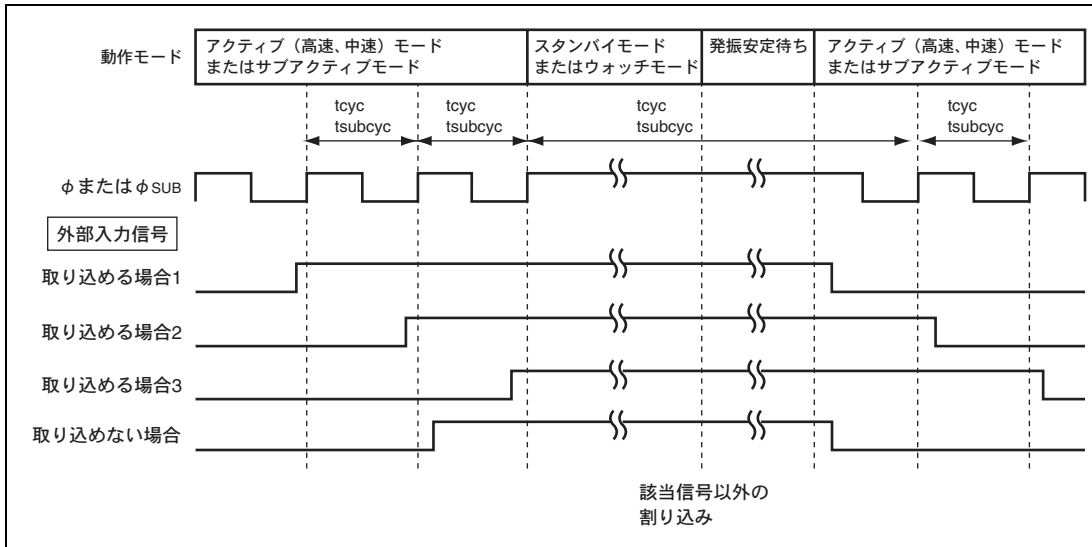 動作モード
アクティブ（高速、中速）モード
またはサブアクティブモード
スタンバイモード
またはウォッチモード
発振安定待ち
アクティブ（高速、中速）モード
またはサブアクティブモード
tcyc
tsubcyc
tcyc
tsubcyc
tcyc
tsubcyc
tcyc
tsubcyc
φまたはφSUB
外部入力信号
取り込める場合1
取り込める場合2
取り込める場合3
取り込めない場合
該当信号以外の
割り込み